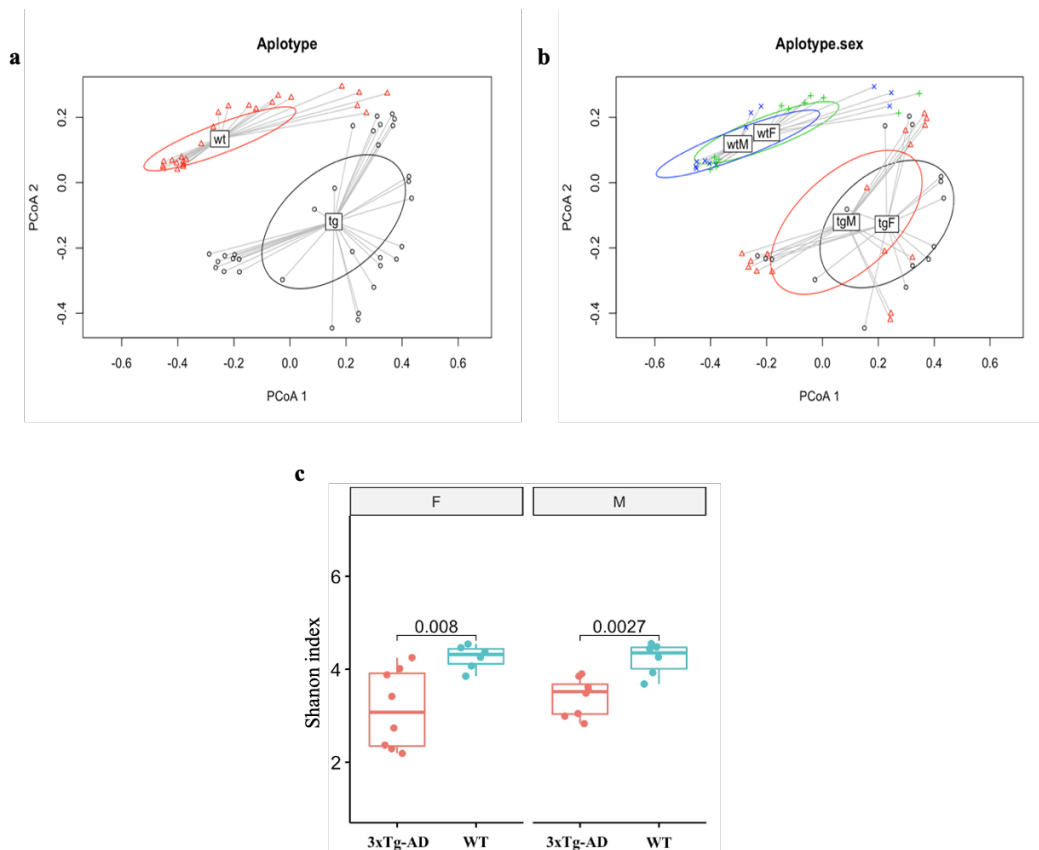 a
Aplotype
PCoA 2
0.2
0.0
-0.2
-0.4
wt
tg
-0.6 -0.4 -0.2 0.0 0.2 0.4 0.6
PCoA 1
b
Aplotype.sex
PCoA 2
0.2
0.0
-0.2
-0.4
wtF
wtM
tgM
tgF
-0.6 -0.4 -0.2 0.0 0.2 0.4 0.6
PCoA 1
c
F M
Shanon index
6
4
2
0.008 0.0027
3xTg-AD WT 3xTg-AD WT